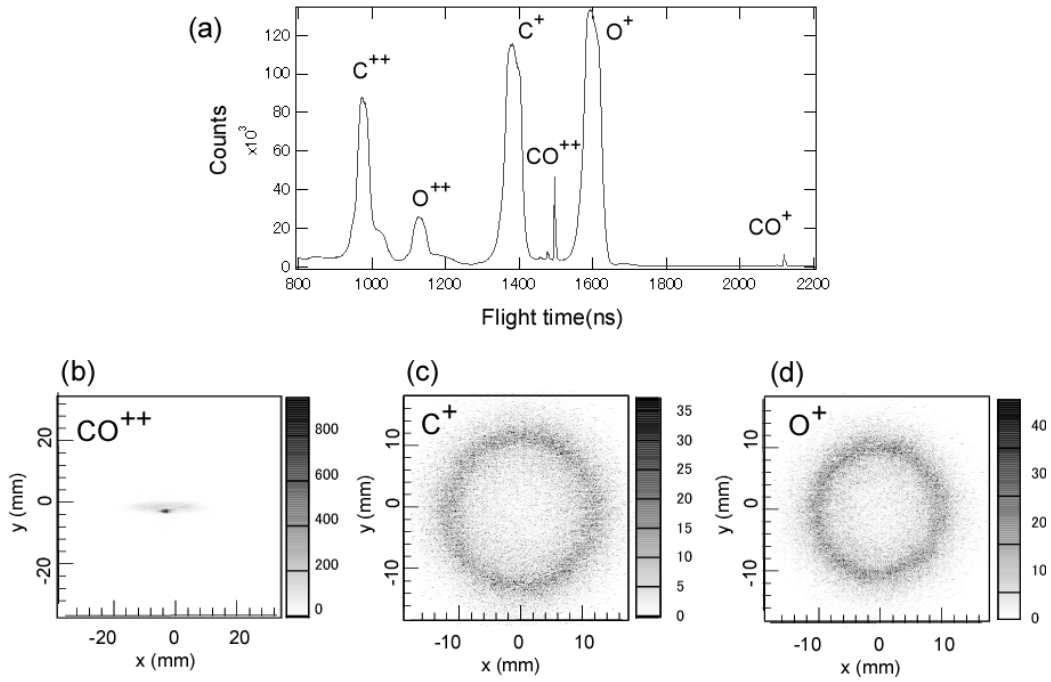 (a)
Counts
x10³
120
100
80
60
40
20
0
C++
O++
C+
CO++
O+
CO+
800 1000 1200 1400 1600 1800 2000 2200
Flight time(ns)
(b)
CO++
y (mm)
20
0
-20
-20 0 20
x (mm)
800
600
400
200
0
(c)
C+
y (mm)
10
0
-10
-10 0 10
x (mm)
35
30
25
20
15
10
5
0
(d)
O+
y (mm)
10
0
-10
-10 0 10
x (mm)
40
30
20
10
0